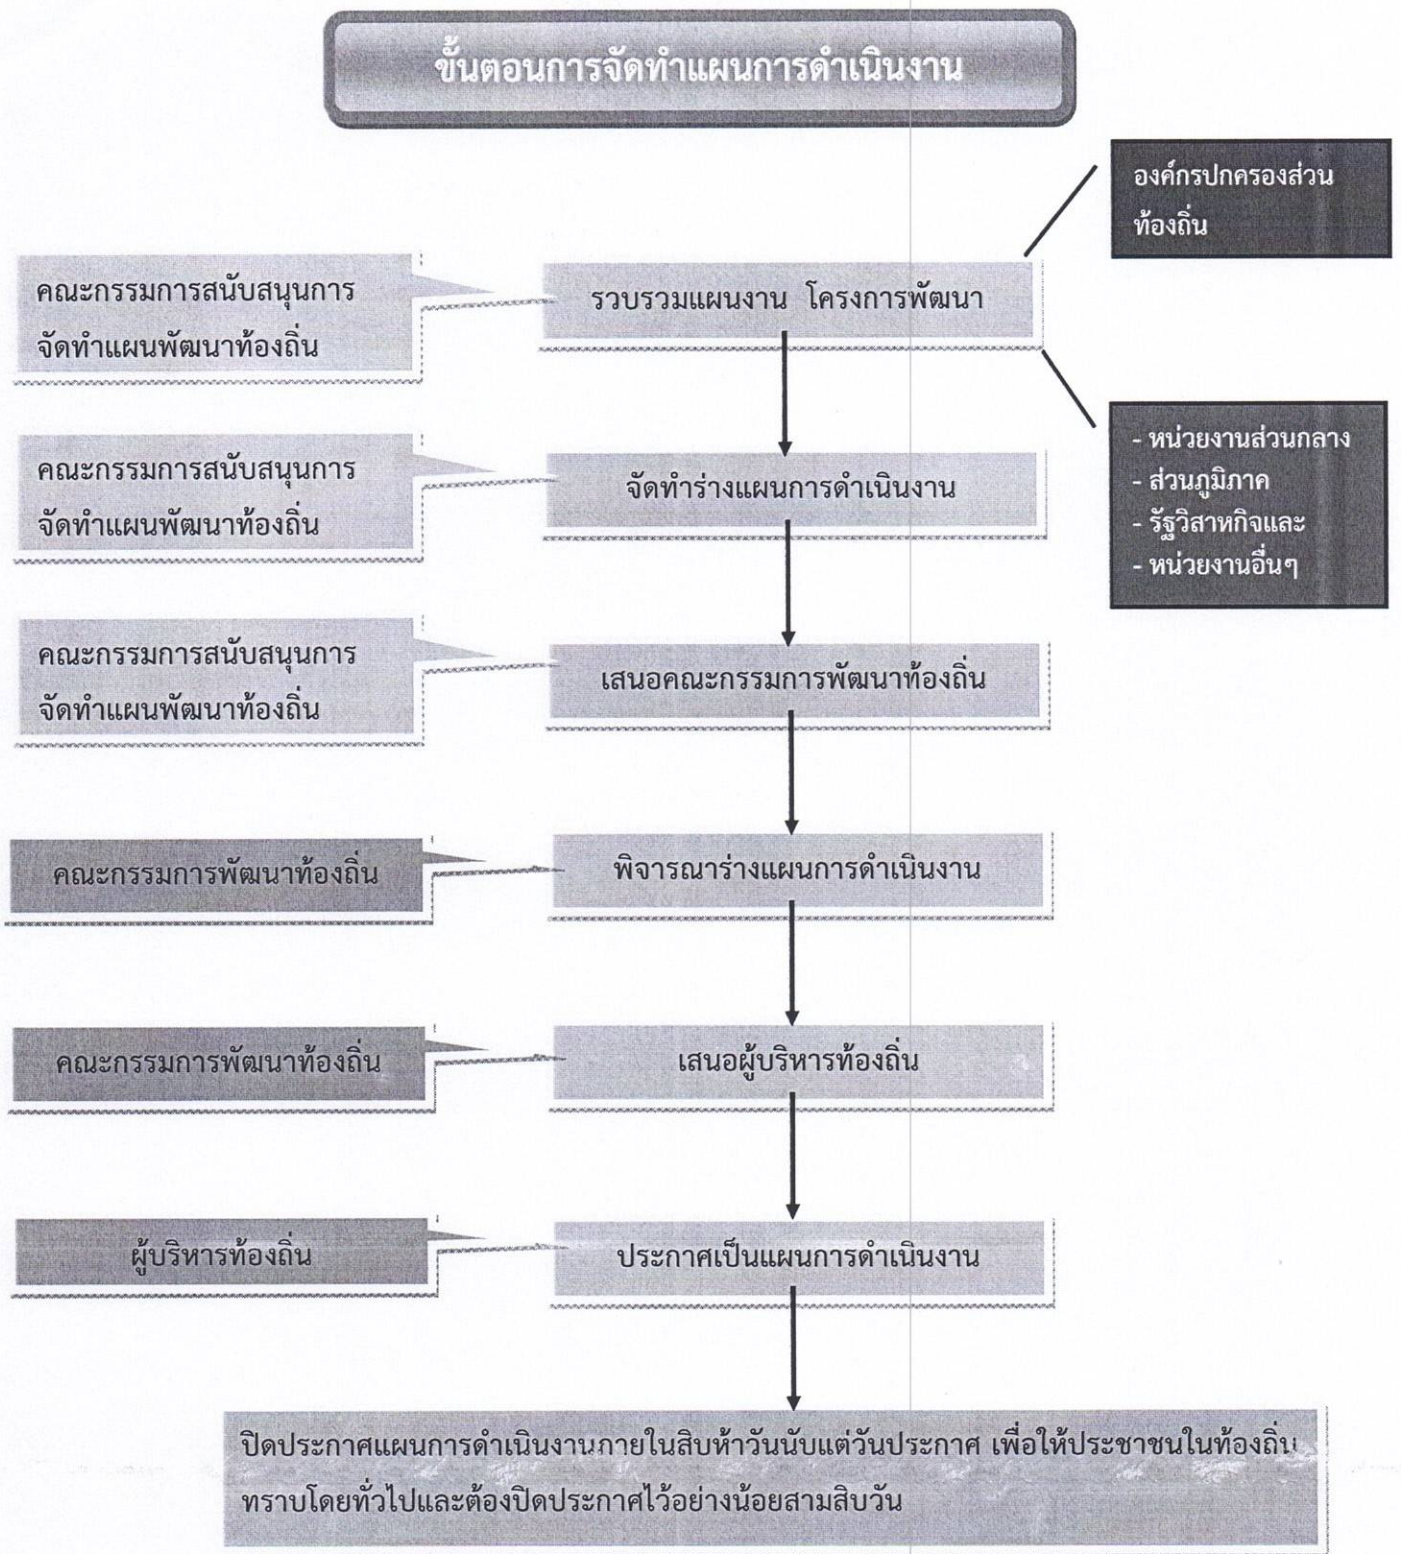 ขั้นตอนการจัดทำแผนการดำเนินงาน
องค์กรปกครองส่วน
ท้องถิ่น
คณะกรรมการสนับสนุนการ
จัดทำแผนพัฒนาท้องถิ่น
รวบรวมแผนงาน โครงการพัฒนา
- หน่วยงานส่วนกลาง
- ส่วนภูมิภาค
- รัฐวิสาหกิจและ
- หน่วยงานอื่นๆ
คณะกรรมการสนับสนุนการ
จัดทำแผนพัฒนาท้องถิ่น
จัดทำร่างแผนการดำเนินงาน
คณะกรรมการสนับสนุนการ
จัดทำแผนพัฒนาท้องถิ่น
เสนอคณะกรรมการพัฒนาท้องถิ่น
คณะกรรมการพัฒนาท้องถิ่น
พิจารณาร่างแผนการดำเนินงาน
คณะกรรมการพัฒนาท้องถิ่น
เสนอผู้บริหารท้องถิ่น
ผู้บริหารท้องถิ่น
ประกาศเป็นแผนการดำเนินงาน
ปิดประกาศแผนการดำเนินงานภายในสิบห้าวันนับแต่วันประกาศ เพื่อให้ประชาชนในท้องถิ่น
ทราบโดยทั่วไปและต้องปิดประกาศไว้อย่างน้อยสามสิบวัน